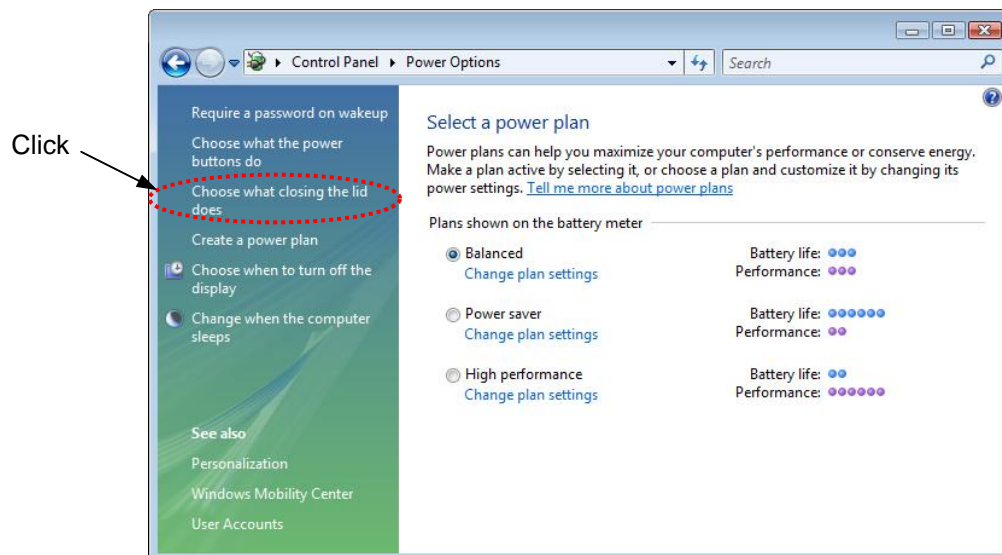 Control Panel
Power Options
Search
Click
Require a password on wakeup
Choose what the power
buttons do
Choose what closing the lid
does
Create a power plan
Choose when to turn off the
display
Change when the computer
sleeps
See also
Personalization
Windows Mobility Center
User Accounts
Select a power plan
Power plans can help you maximize your computer's performance or conserve energy.
Make a plan active by selecting it, or choose a plan and customize it by changing its
power settings. Tell me more about power plans
Plans shown on the battery meter
Balanced
Battery life:
Change plan settings
Performance:
Power saver
Battery life:
Change plan settings
Performance:
High performance
Battery life:
Change plan settings
Performance: